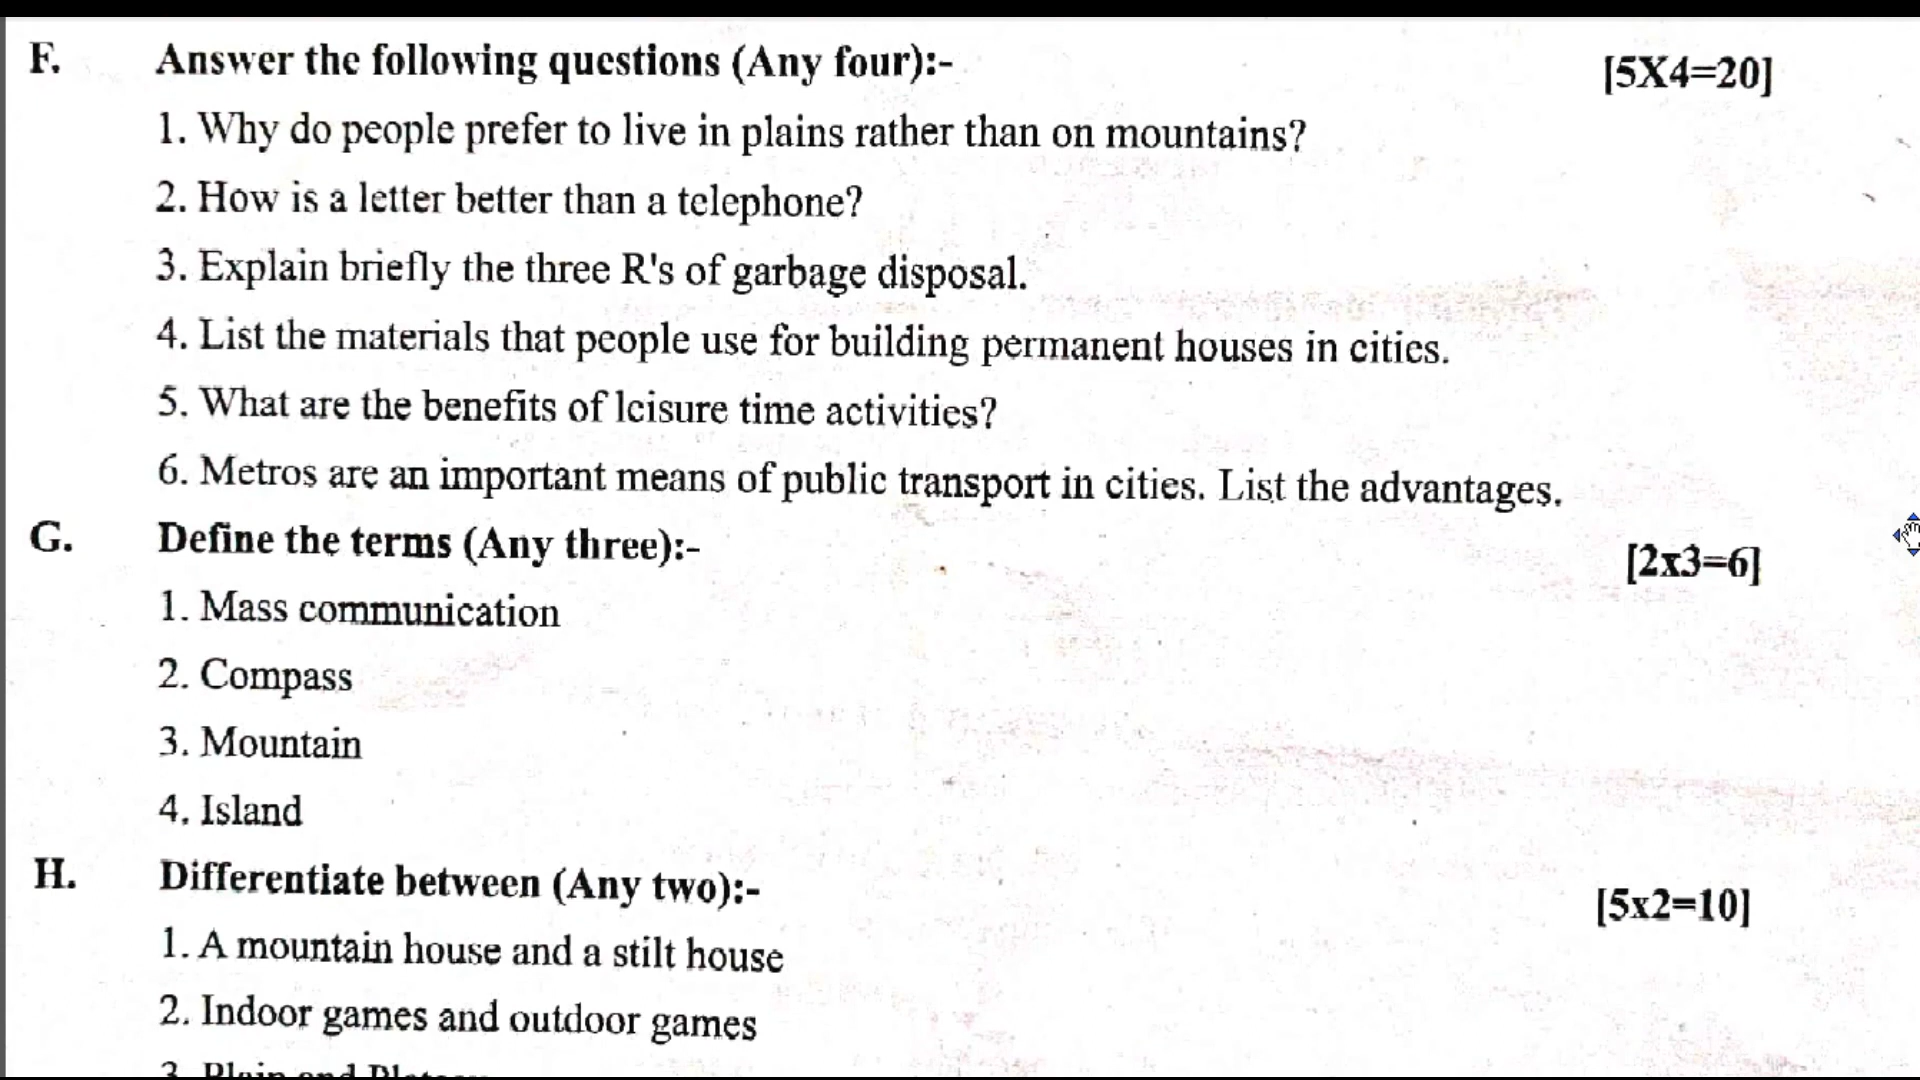 F. Answer the following questions (Any four):- [5X4=20]
1. Why do people prefer to live in plains rather than on mountains?
2. How is a letter better than a telephone?
3. Explain briefly the three R's of garbage disposal.
4. List the materials that people use for building permanent houses in cities.
5. What are the benefits of leisure time activities?
6. Metros are an important means of public transport in cities. List the advantages.
G. Define the terms (Any three):- [2x3=6]
1. Mass communication
2. Compass
3. Mountain
4. Island
H. Differentiate between (Any two):- [5x2=10]
1. A mountain house and a stilt house
2. Indoor games and outdoor games
3. Plain and